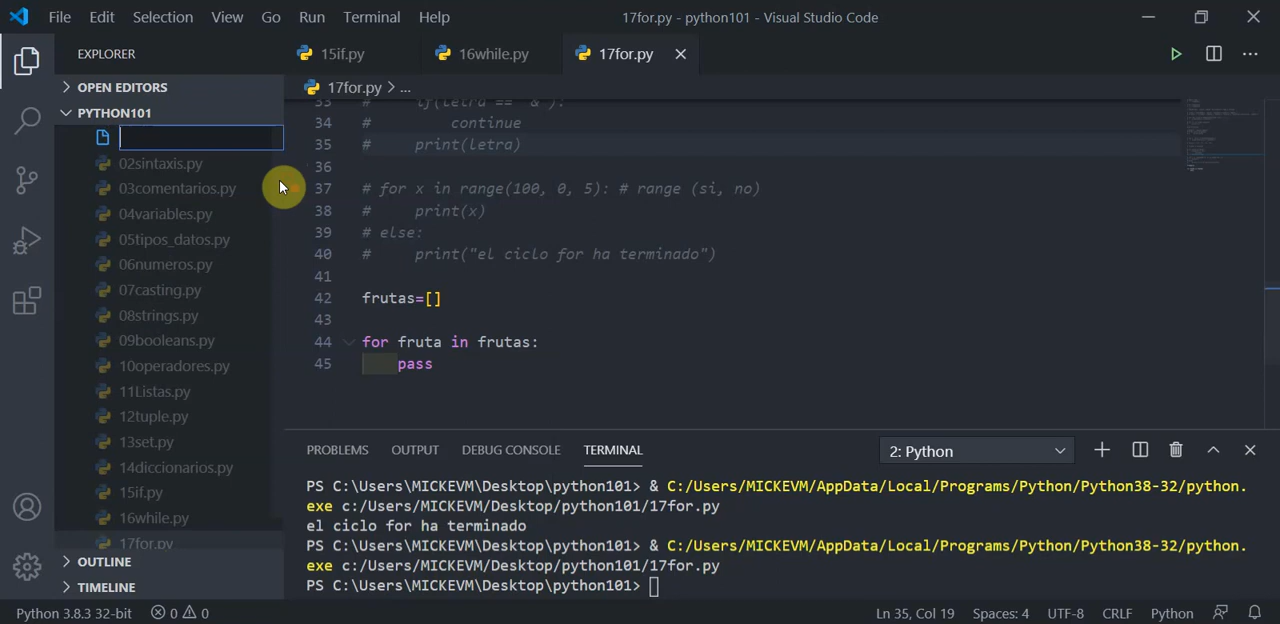 File Edit Selection View Go Run Terminal Help 17for.py - python101 - Visual Studio Code
EXPLORER
15if.py 16while.py 17for.py
OPEN EDITORS
17for.py > ...
PYTHON101
02sintaxis.py
03comentarios.py
04variables.py
05tipos_datos.py
06numeros.py
07casting.py
08strings.py
09booleans.py
10operadores.py
11Listas.py
12tuple.py
13set.py
14diccionarios.py
15if.py
16while.py
17for.py
OUTLINE
TIMELINE
33 # if(letra == "&"):
34 # continue
35 # print(letra)
36
37 # for x in range(100, 0, 5): # range (si, no)
38 # print(x)
39 # else:
40 # print("el ciclo for ha terminado")
41
42 frutas=[]
43
44 for fruta in frutas:
45 pass
PROBLEMS OUTPUT DEBUG CONSOLE TERMINAL 2: Python
PS C:\Users\MICKEVM\Desktop\python101> & C:/Users/MICKEVM/AppData/Local/Programs/Python/Python38-32/python.
exe c:/Users/MICKEVM/Desktop/python101/17for.py
el ciclo for ha terminado
PS C:\Users\MICKEVM\Desktop\python101> & C:/Users/MICKEVM/AppData/Local/Programs/Python/Python38-32/python.
exe c:/Users/MICKEVM/Desktop/python101/17for.py
PS C:\Users\MICKEVM\Desktop\python101>
Python 3.8.3 32-bit 0 0 Ln 35, Col 19 Spaces: 4 UTF-8 CRLF Python